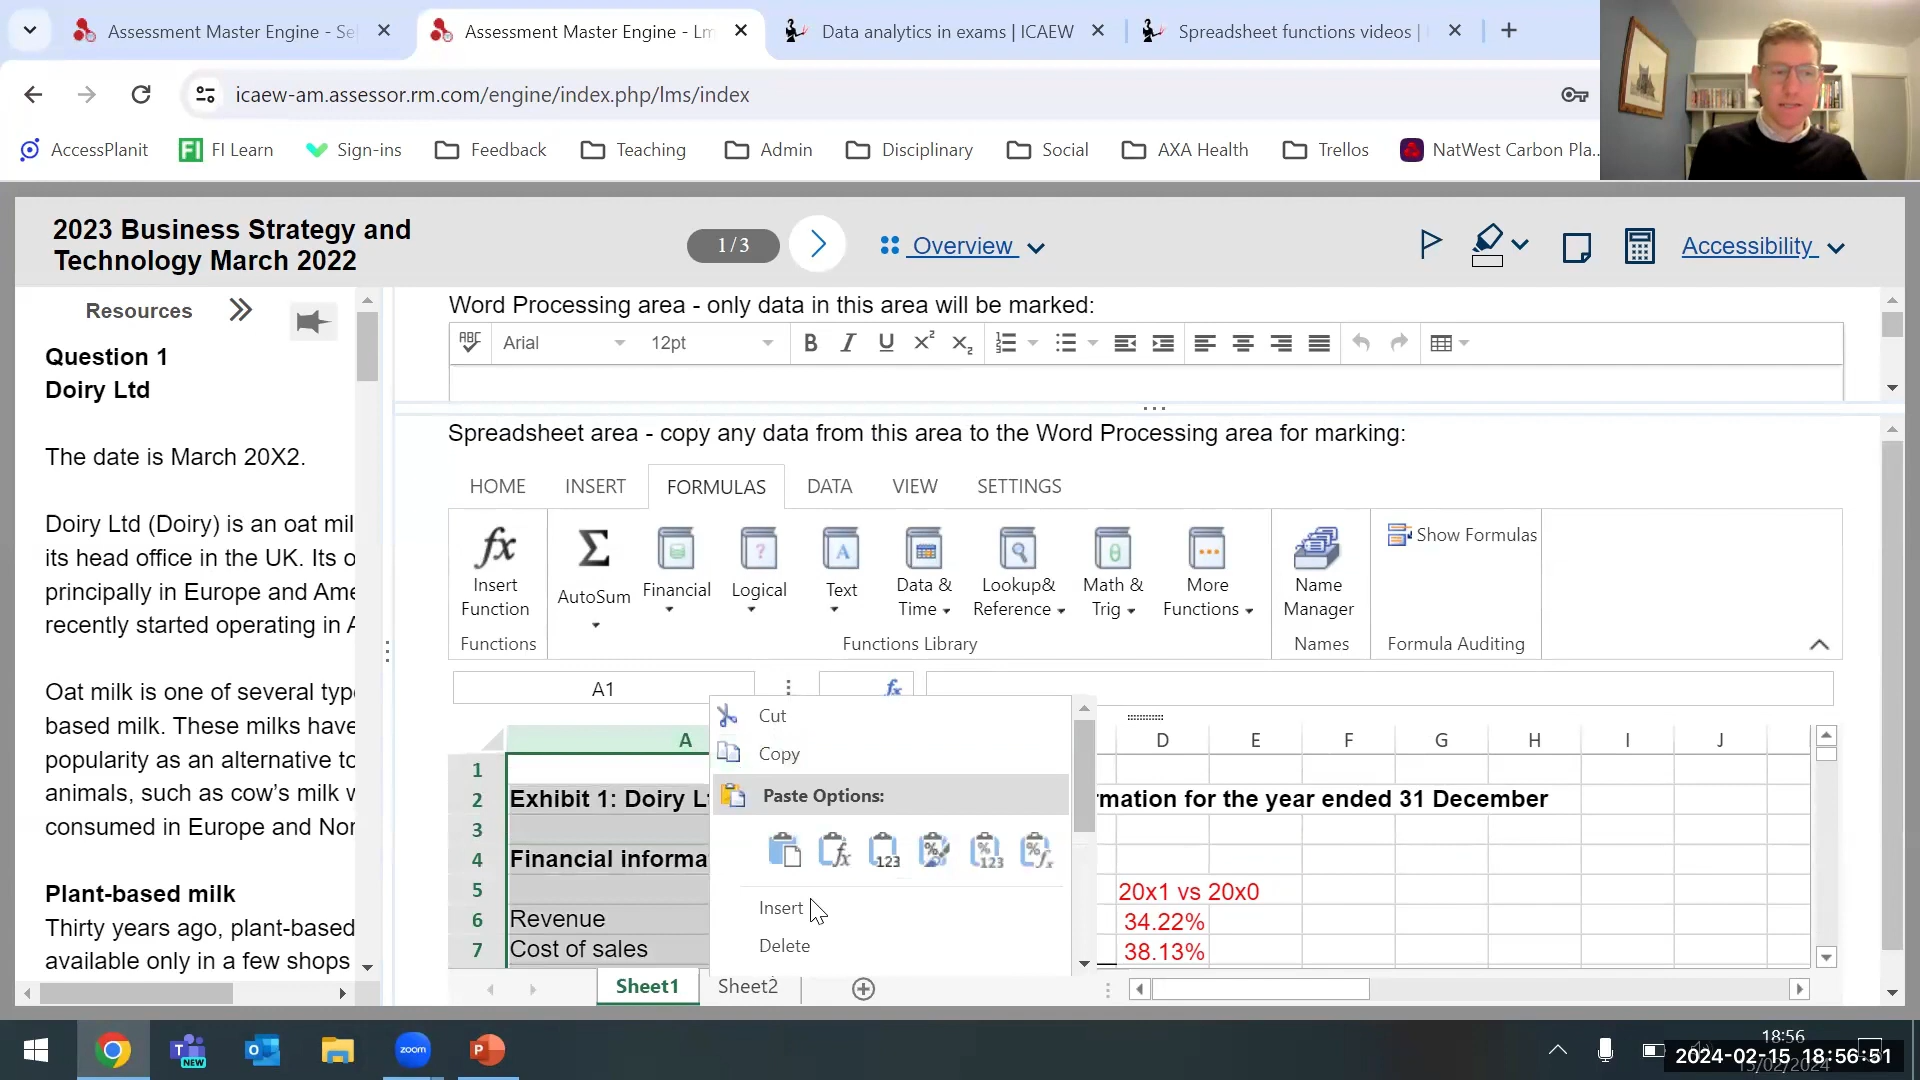 Assessment Master Engine - Se
Assessment Master Engine - Lm
Data analytics in exams | ICAEW
Spreadsheet functions videos |
icaew-am.assessor.rm.com/engine/index.php/lms/index
AccessPlanit
FI Learn
Sign-ins
Feedback
Teaching
Admin
Disciplinary
Social
AXA Health
Trellos
NatWest Carbon Pla...
2023 Business Strategy and
Technology March 2022
1 / 3
Overview
Accessibility
Resources
Question 1
Doiry Ltd
The date is March 20X2.
Doiry Ltd (Doiry) is an oat mil
its head office in the UK. Its o
principally in Europe and Ame
recently started operating in A
Oat milk is one of several type
based milk. These milks have
popularity as an alternative to
animals, such as cow's milk w
consumed in Europe and Nor
Plant-based milk
Thirty years ago, plant-based
available only in a few shops
Word Processing area - only data in this area will be marked:
ABC
Arial
12pt
B I U X² X₂
Spreadsheet area - copy any data from this area to the Word Processing area for marking:
HOME
INSERT
FORMULAS
DATA
VIEW
SETTINGS
Insert
Function
Functions
AutoSum
Financial
Logical
Text
Data &
Time
Lookup&
Reference
Math &
Trig
More
Functions
Functions Library
Name
Manager
Names
Show Formulas
Formula Auditing
A1
fx
Cut
Copy
Paste Options:
Insert
Delete
A
D E F G H I J
1
2 Exhibit 1: Doiry L
rmation for the year ended 31 December
3
4 Financial informa
5
20x1 vs 20x0
6 Revenue
34.22%
7 Cost of sales
38.13%
Sheet1
Sheet2
NEW
zoom
18:56
15/02/2024
2024-02-15 18:56:51